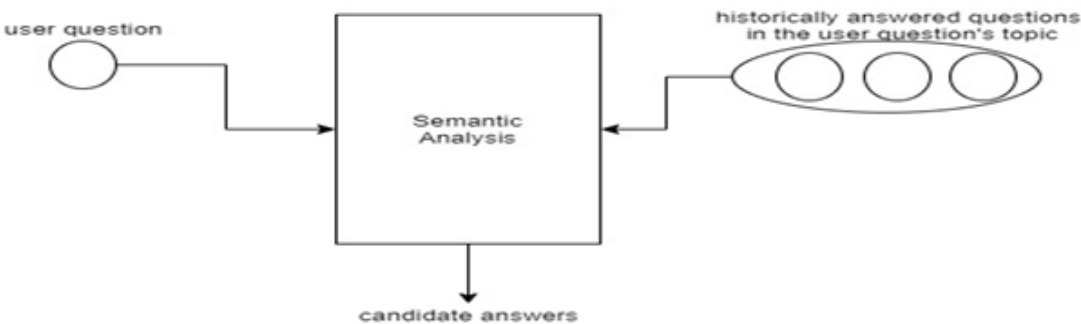 user question
historically answered questions
in the user question's topic
Semantic
Analysis
candidate answers